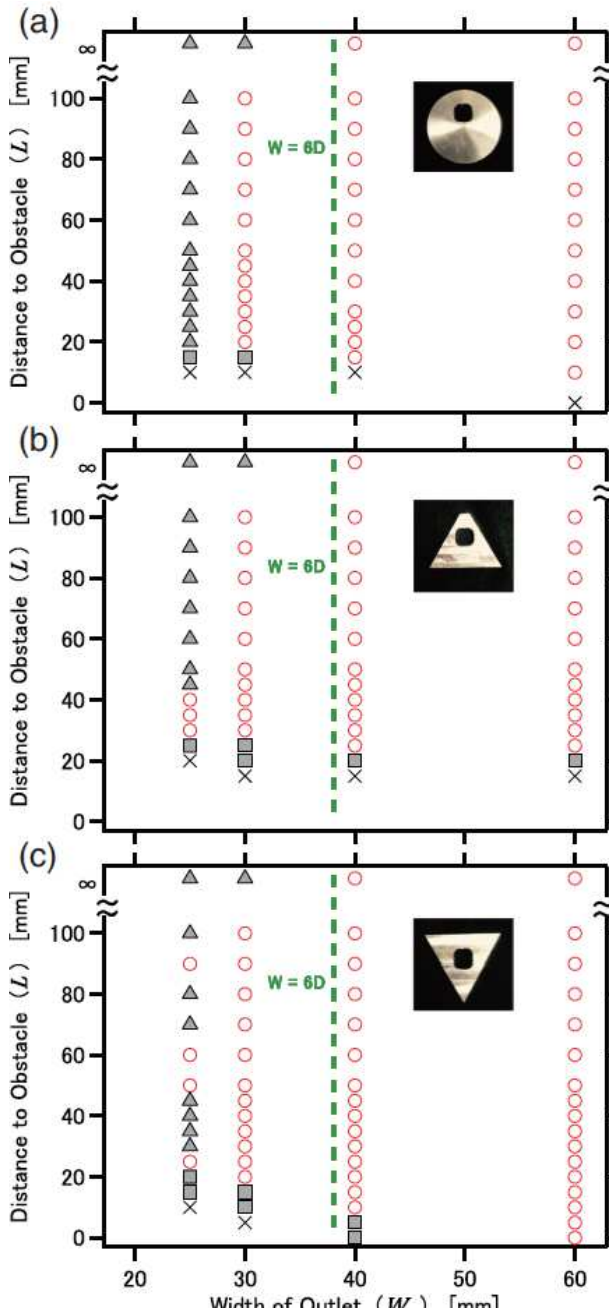 (a)
∞
100
80
60
40
20
0
Distance to Obstacle (L) [mm]
W = 6D
(b)
∞
100
80
60
40
20
0
Distance to Obstacle (L) [mm]
W = 6D
(c)
∞
100
80
60
40
20
0
Distance to Obstacle (L) [mm]
W = 6D
20 30 40 50 60
Width of Outlet (W) [mm]